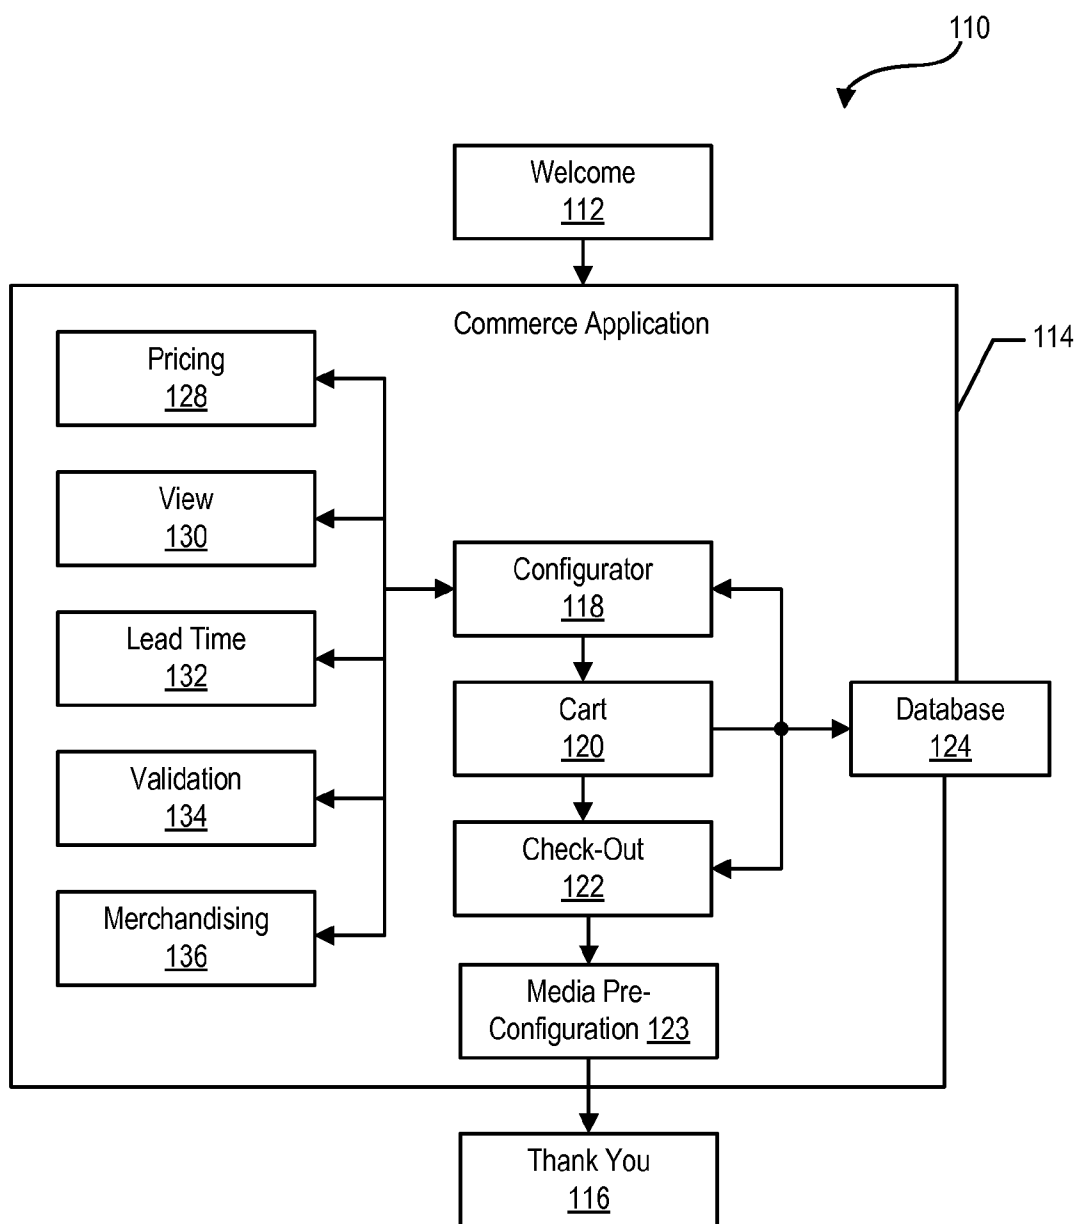 110
Welcome
112
Commerce Application
114
Pricing
128
View
130
Configurator
118
Lead Time
132
Cart
120
Database
124
Validation
134
Check-Out
122
Merchandising
136
Media Pre-
Configuration 123
Thank You
116